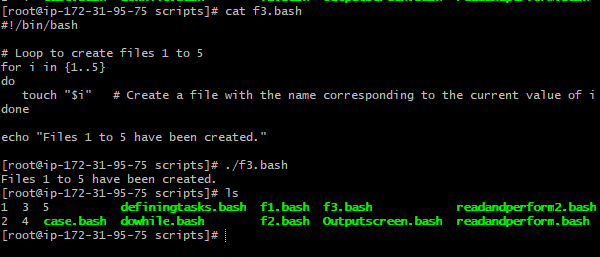 [root@ip-172-31-95-75 scripts]# cat f3.bash
#!/bin/bash
# Loop to create files 1 to 5
for i in {1..5}
do
   touch "$i"   # Create a file with the name corresponding to the current value of i
done
echo "Files 1 to 5 have been created."
[root@ip-172-31-95-75 scripts]# ./f3.bash
Files 1 to 5 have been created.
[root@ip-172-31-95-75 scripts]# ls
1  3  5          definingtasks.bash  f1.bash  f3.bash            readandperform2.bash
2  4  case.bash  dowhile.bash        f2.bash  Outputscreen.bash  readandperform.bash
[root@ip-172-31-95-75 scripts]#